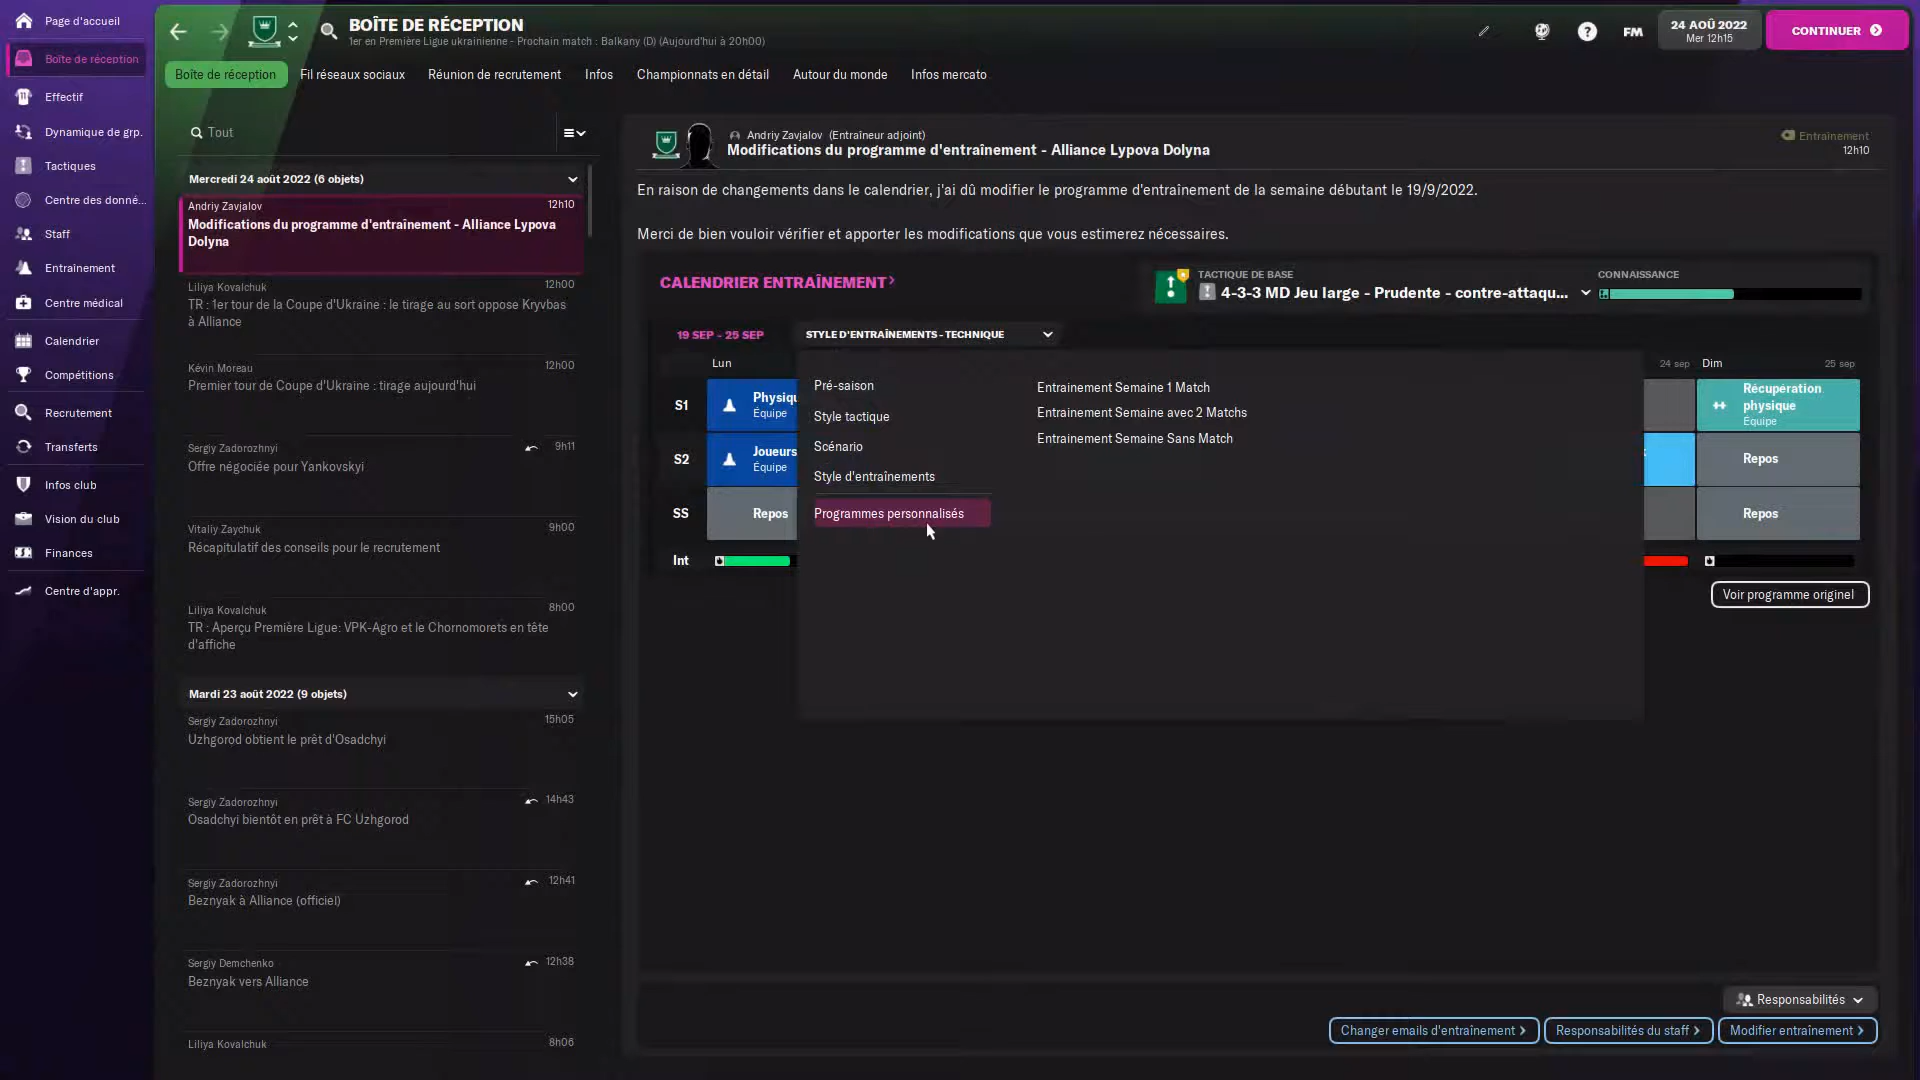 Page d'accueil
Boîte de réception
Effectif
Dynamique de grp.
Tactiques
Centre des donné...
Staff
Entraînement
Centre médical
Calendrier
Compétitions
Recrutement
Transferts
Infos club
Vision du club
Finances
Centre d'appr.
BOÎTE DE RÉCEPTION
1er en Première Ligue ukrainienne - Prochain match : Balkany (D) (Aujourd'hui à 20h00)
FM
24 AOÛ 2022
Mer 12h15
CONTINUER
Boîte de réception
Fil réseaux sociaux
Réunion de recrutement
Infos
Championnats en détail
Autour du monde
Infos mercato
Tout
Mercredi 24 août 2022 (6 objets)
Andriy Zavjalov
12h10
Modifications du programme d'entraînement - Alliance Lypova
Dolyna
Liliya Kovalchuk
12h00
TR : 1er tour de la Coupe d'Ukraine : le tirage au sort oppose Kryvbas
à Alliance
Kévin Moreau
12h00
Premier tour de Coupe d'Ukraine : tirage aujourd'hui
Sergiy Zadorozhnyi
9h11
Offre négociée pour Yankovskyi
Vitaliy Zaychuk
9h00
Récapitulatif des conseils pour le recrutement
Liliya Kovalchuk
8h00
TR : Aperçu Première Ligue: VPK-Agro et le Chornomorets en tête
d'affiche
Mardi 23 août 2022 (9 objets)
Sergiy Zadorozhnyi
15h05
Uzhgorod obtient le prêt d'Osadchyi
Sergiy Zadorozhnyi
14h43
Osadchyi bientôt en prêt à FC Uzhgorod
Sergiy Zadorozhnyi
12h41
Beznyak à Alliance (officiel)
Sergiy Demchenko
12h38
Beznyak vers Alliance
Liliya Kovalchuk
8h06
Andriy Zavjalov (Entraîneur adjoint)
Modifications du programme d'entraînement - Alliance Lypova Dolyna
Entraînement
12h10
En raison de changements dans le calendrier, j'ai dû modifier le programme d'entraînement de la semaine débutant le 19/9/2022.
Merci de bien vouloir vérifier et apporter les modifications que vous estimerez nécessaires.
CALENDRIER ENTRAÎNEMENT
TACTIQUE DE BASE
4-3-3 MD Jeu large - Prudente - contre-attaqu...
CONNAISSANCE
19 SEP - 25 SEP
STYLE D'ENTRAÎNEMENTS - TECHNIQUE
Lun
24 sep
Dim
25 sep
S1
Physiqu
Équipe
Récupération
physique
Équipe
S2
Joueurs
Équipe
Repos
SS
Repos
Repos
Int
Pré-saison
Style tactique
Scénario
Style d'entraînements
Programmes personnalisés
Entrainement Semaine 1 Match
Entrainement Semaine avec 2 Matchs
Entrainement Semaine Sans Match
Voir programme originel
Responsabilités
Changer emails d'entraînement
Responsabilités du staff
Modifier entraînement